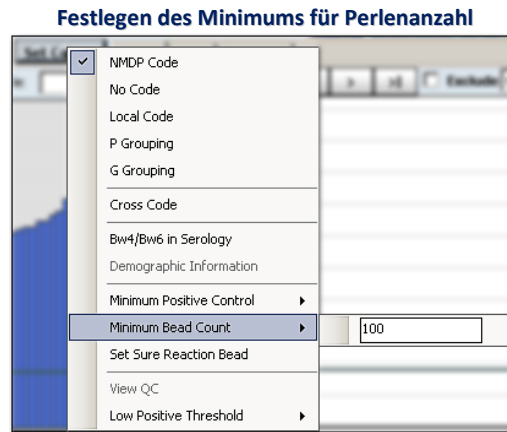 Festlegen des Minimums für Perlenanzahl
NMDP Code
No Code
Local Code
P Grouping
G Grouping
Cross Code
Bw4/Bw6 in Serology
Demographic Information
Minimum Positive Control
Minimum Bead Count
100
Set Sure Reaction Bead
View QC
Low Positive Threshold